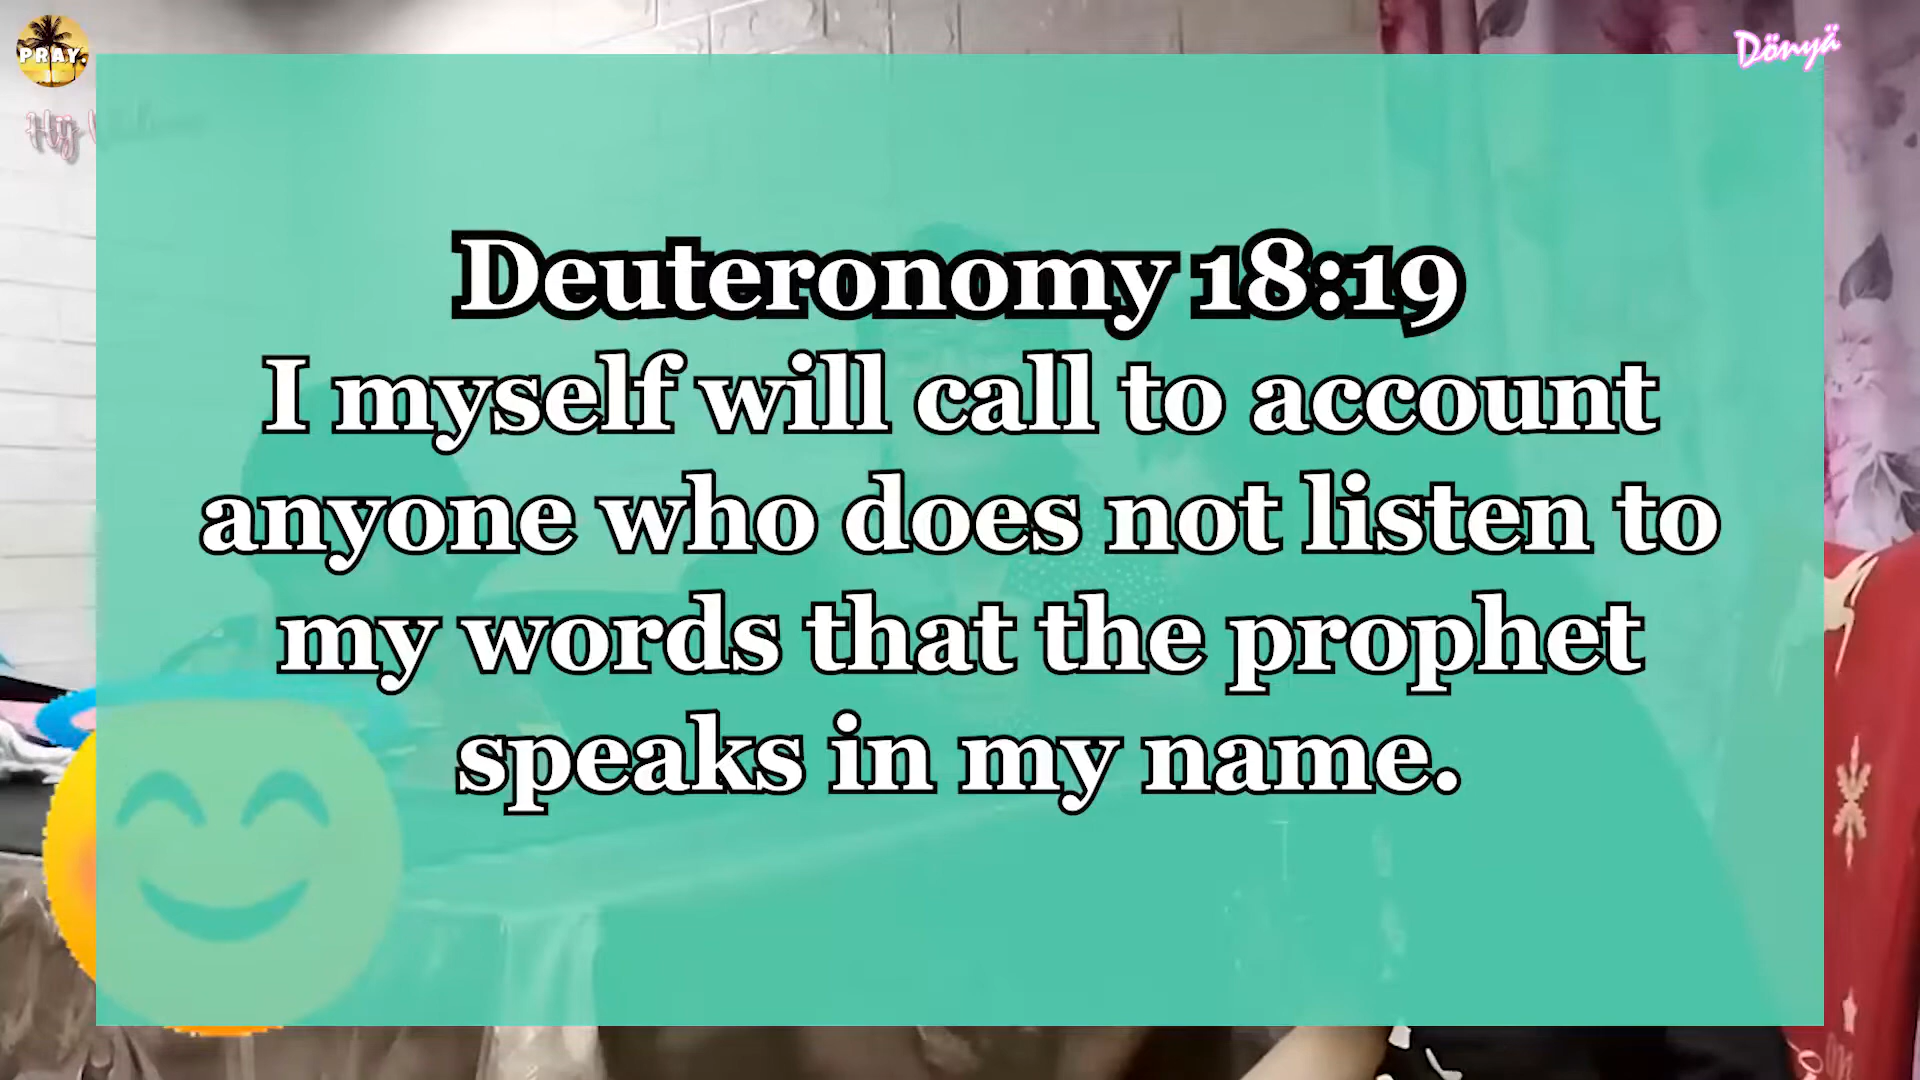 PRAY
Dönyä
Deuteronomy 18:19
I myself will call to account
anyone who does not listen to
my words that the prophet
speaks in my name.